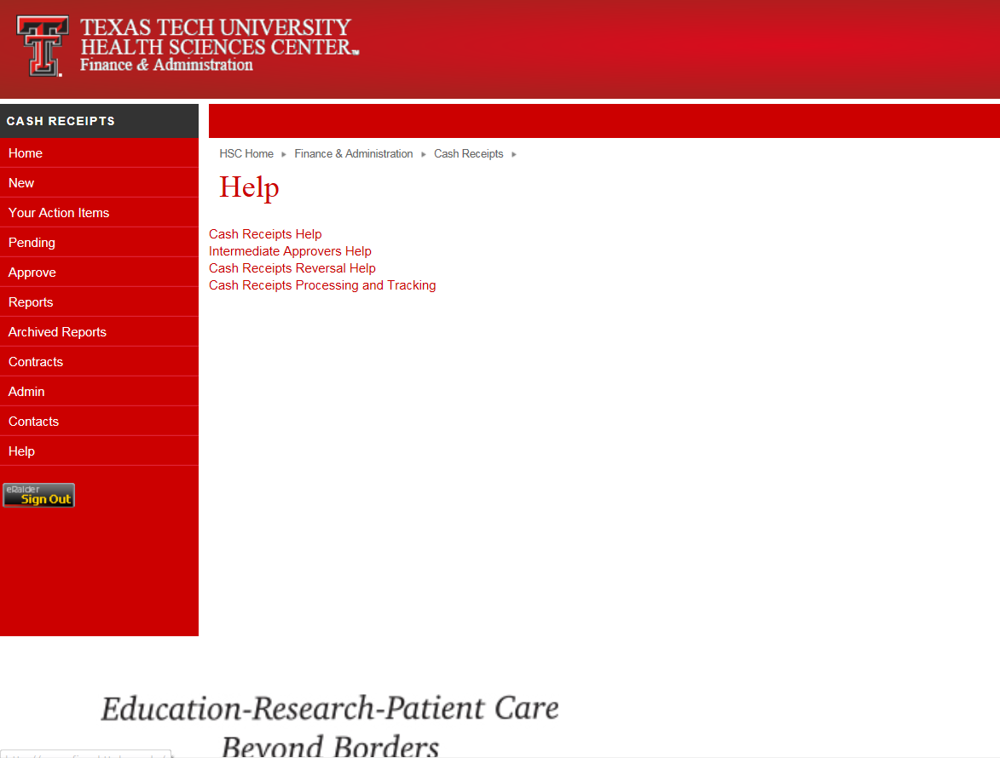 TEXAS TECH UNIVERSITY
HEALTH SCIENCES CENTER™
Finance & Administration
CASH RECEIPTS
Home
New
Your Action Items
Pending
Approve
Reports
Archived Reports
Contracts
Admin
Contacts
Help
eRaider
Sign Out
HSC Home ▸ Finance & Administration ▸ Cash Receipts ▸
Help
Cash Receipts Help
Intermediate Approvers Help
Cash Receipts Reversal Help
Cash Receipts Processing and Tracking
Education-Research-Patient Care
Beyond Borders